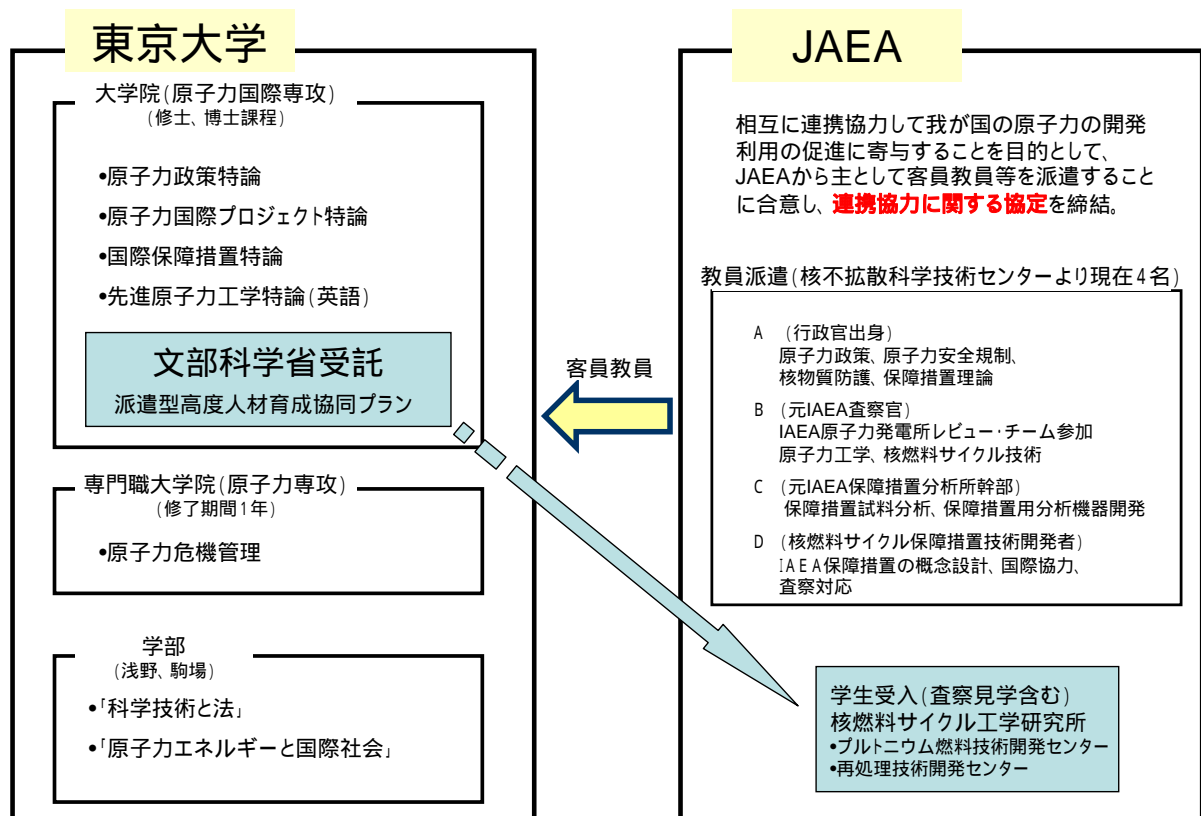 東京大学
大学院(原子力国際専攻)
(修士、博士課程)
•原子力政策特論
•原子力国際プロジェクト特論
•国際保障措置特論
•先進原子力工学特論(英語)
文部科学省受託
派遣型高度人材育成協同プラン
専門職大学院(原子力専攻)
(修了期間1年)
•原子力危機管理
学部
(浅野、駒場)
•「科学技術と法」
•「原子力エネルギーと国際社会」
客員教員
JAEA
相互に連携協力して我が国の原子力の開発
利用の促進に寄与することを目的として、
JAEAから主として客員教員等を派遣すること
に合意し、連携協力に関する協定を締結。
教員派遣(核不拡散科学技術センターより現在4名)
A (行政官出身)
原子力政策、原子力安全規制、
核物質防護、保障措置理論
B (元IAEA査察官)
IAEA原子力発電所レビュー・チーム参加
原子力工学、核燃料サイクル技術
C (元IAEA保障措置分析所幹部)
保障措置試料分析、保障措置用分析機器開発
D (核燃料サイクル保障措置技術開発者)
IAEA保障措置の概念設計、国際協力、
査察対応
学生受入(査察見学含む)
核燃料サイクル工学研究所
•プルトニウム燃料技術開発センター
•再処理技術開発センター